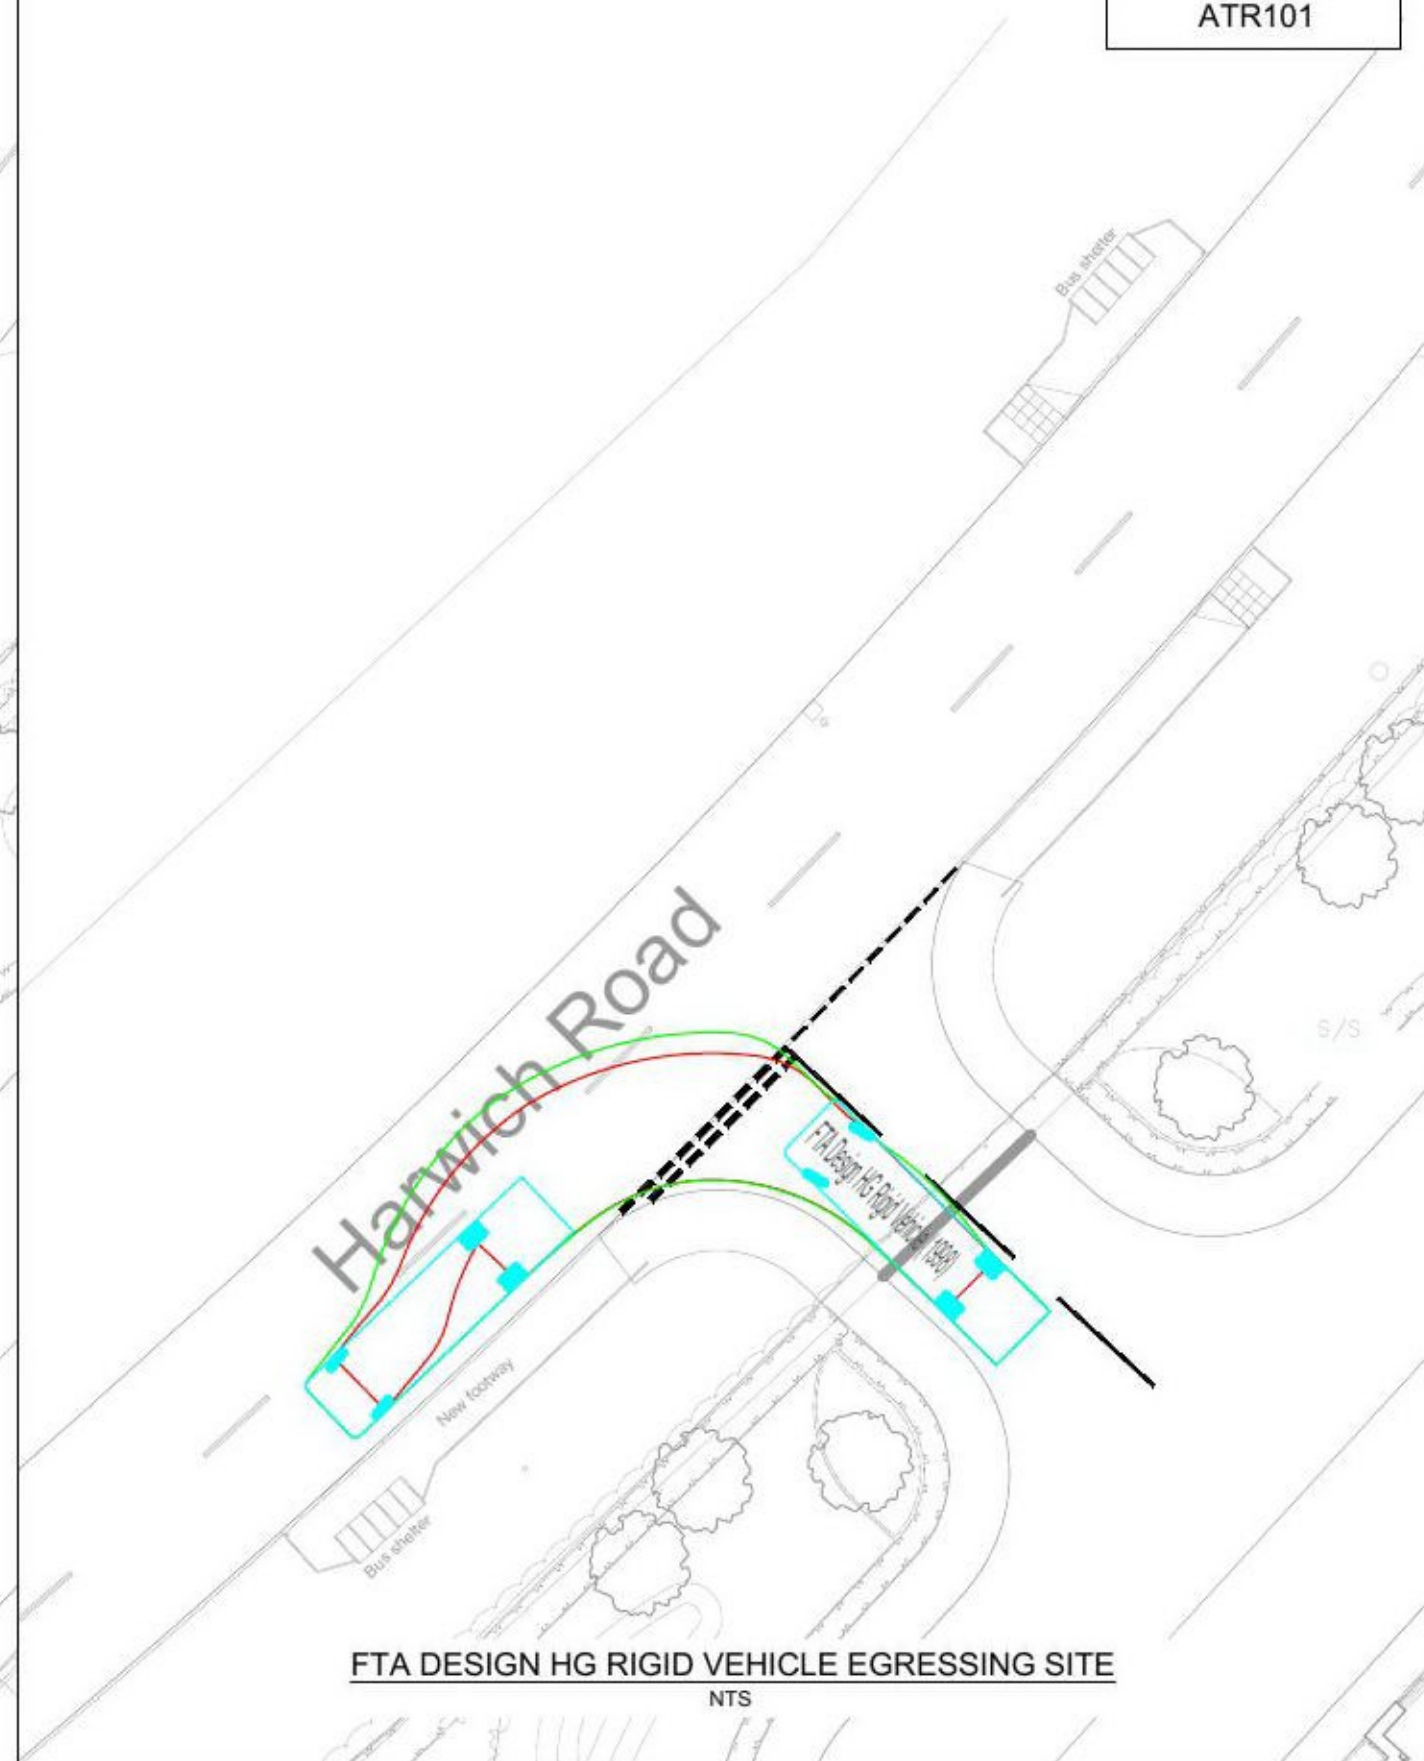 ATR101
Bus shelter
Harwich Road
S/S
FTA Design HG Rigid Vehicle (1998)
New footway
Bus shelter
FTA DESIGN HG RIGID VEHICLE EGRESSING SITE
NTS